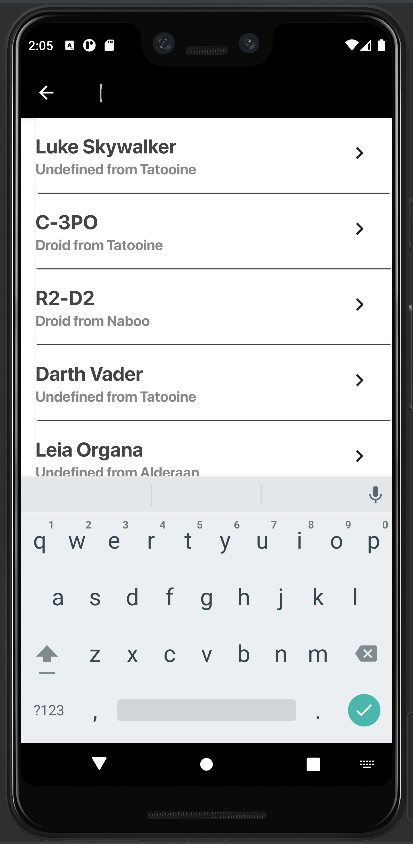 2:05
Luke Skywalker
Undefined from Tatooine
C-3PO
Droid from Tatooine
R2-D2
Droid from Naboo
Darth Vader
Undefined from Tatooine
Leia Organa
Undefined from Alderaan
1 2 3 4 5 6 7 8 9 0
q w e r t y u i o p
a s d f g h j k l
z x c v b n m
?123 , .